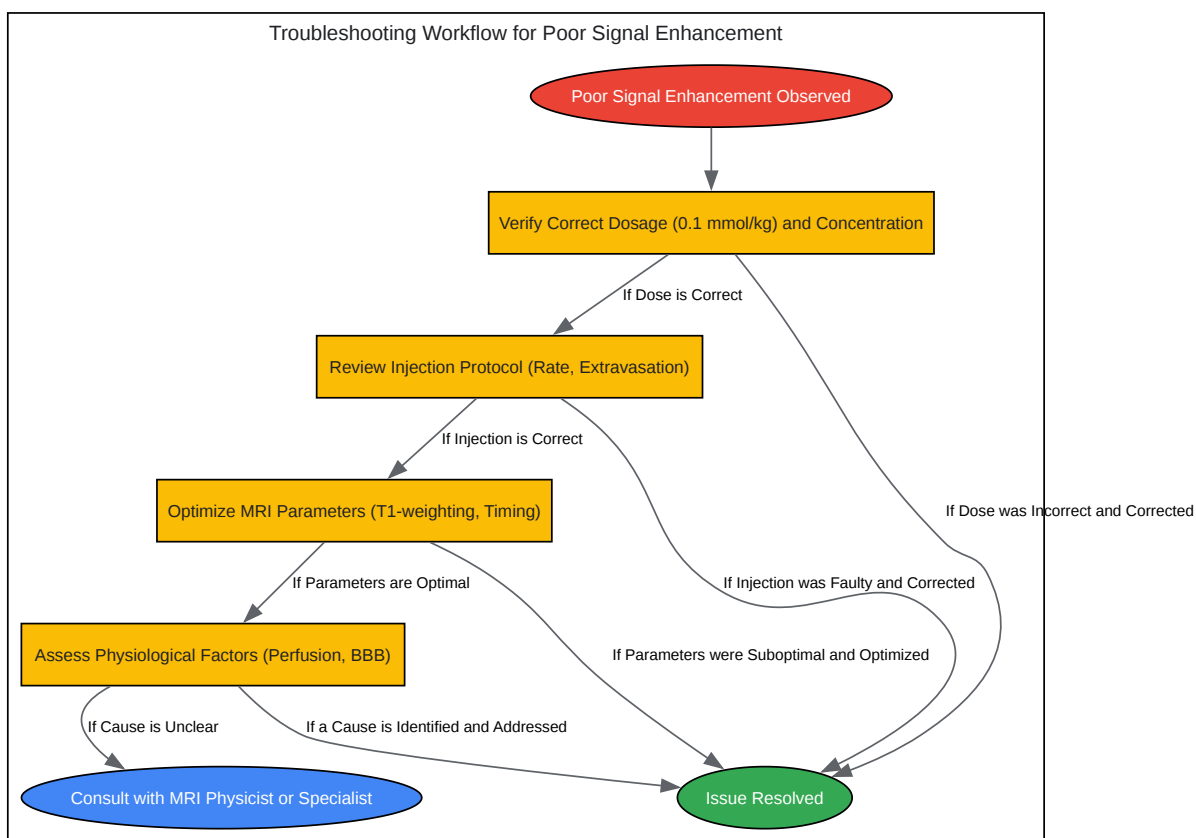 Troubleshooting Workflow for Poor Signal Enhancement
Poor Signal Enhancement Observed
Verify Correct Dosage (0.1 mmol/kg) and Concentration
If Dose is Correct
Review Injection Protocol (Rate, Extravasation)
If Injection is Correct
Optimize MRI Parameters (T1-weighting, Timing)
If Dose was Incorrect and Corrected
If Parameters are Optimal
If Injection was Faulty and Corrected
Assess Physiological Factors (Perfusion, BBB)
If Parameters were Suboptimal and Optimized
If Cause is Unclear
If a Cause is Identified and Addressed
Consult with MRI Physicist or Specialist
Issue Resolved